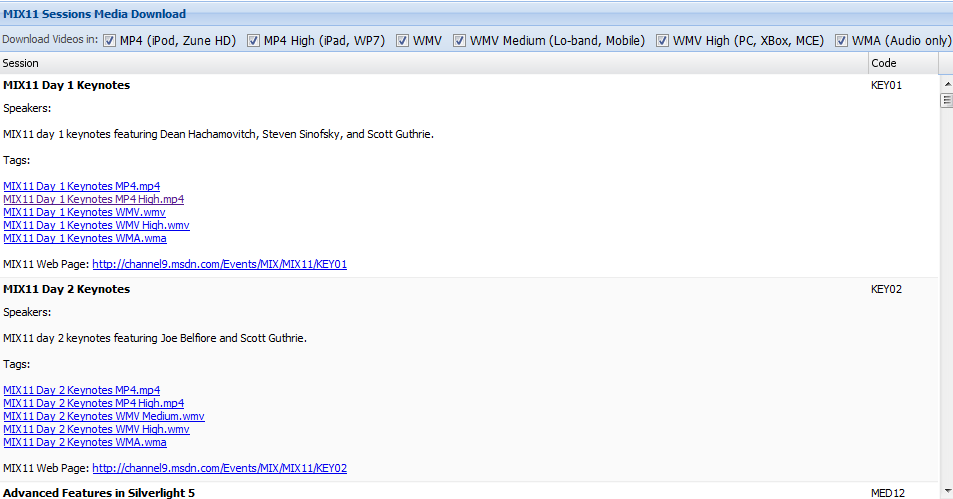 MIX11 Sessions Media Download
Download Videos in: MP4 (iPod, Zune HD) MP4 High (iPad, WP7) WMV WMV Medium (Lo-band, Mobile) WMV High (PC, XBox, MCE) WMA (Audio only)
Session Code
MIX11 Day 1 Keynotes KEY01
Speakers:
MIX11 day 1 keynotes featuring Dean Hachamovitch, Steven Sinofsky, and Scott Guthrie.
Tags:
MIX11 Day 1 Keynotes MP4.mp4
MIX11 Day 1 Keynotes MP4 High.mp4
MIX11 Day 1 Keynotes WMV.wmv
MIX11 Day 1 Keynotes WMV High.wmv
MIX11 Day 1 Keynotes WMA.wma
MIX11 Web Page: http://channel9.msdn.com/Events/MIX/MIX11/KEY01
MIX11 Day 2 Keynotes KEY02
Speakers:
MIX11 day 2 keynotes featuring Joe Belfiore and Scott Guthrie.
Tags:
MIX11 Day 2 Keynotes MP4.mp4
MIX11 Day 2 Keynotes MP4 High.mp4
MIX11 Day 2 Keynotes WMV Medium.wmv
MIX11 Day 2 Keynotes WMV High.wmv
MIX11 Day 2 Keynotes WMA.wma
MIX11 Web Page: http://channel9.msdn.com/Events/MIX/MIX11/KEY02
Advanced Features in Silverlight 5 MED12